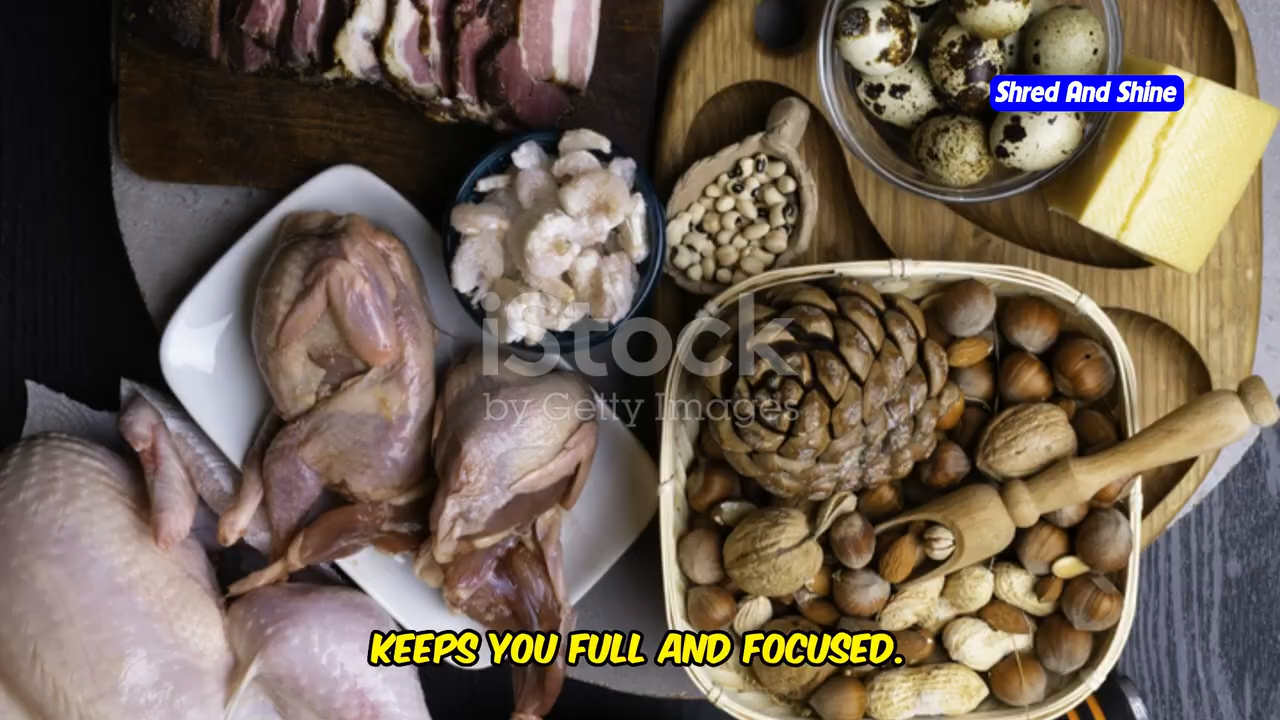 Shred And Shine
iStock
by Getty Images
KEEPS YOU FULL AND FOCUSED.